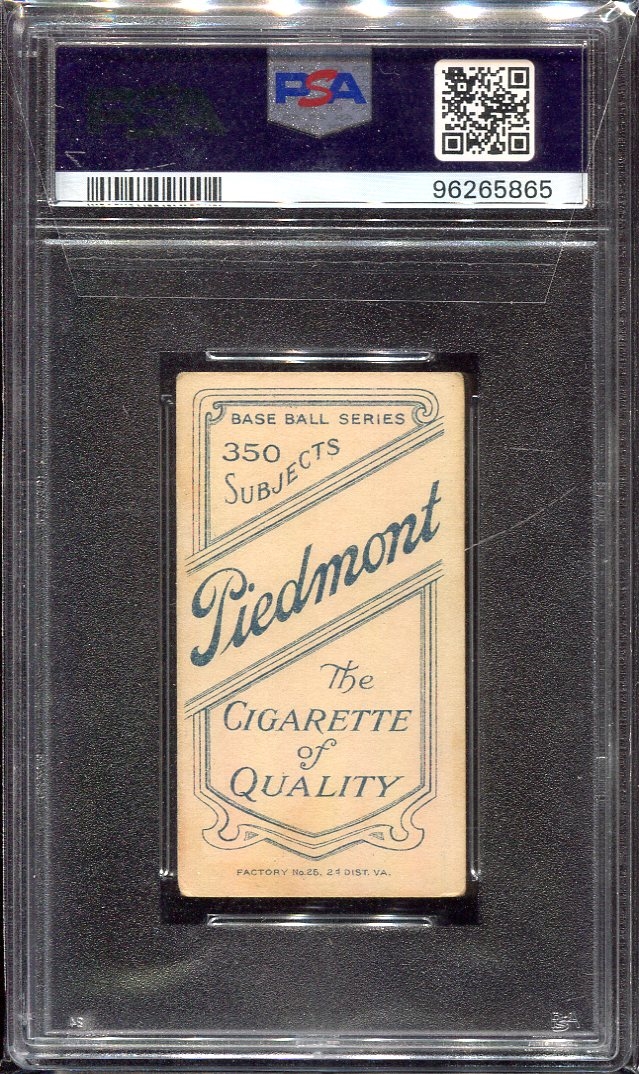 PSA
96265865
BASE BALL SERIES
350
SUBJECTS
Piedmont
The
CIGARETTE
of
QUALITY
FACTORY No. 25. 2d DIST. VA.